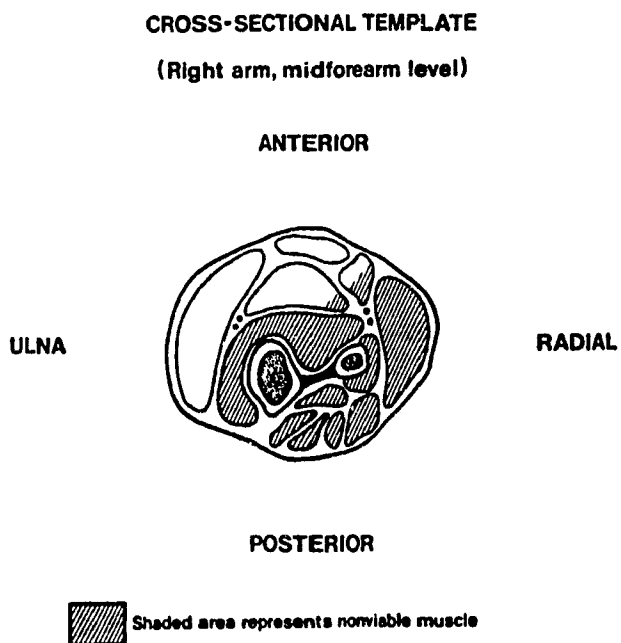 CROSS-SECTIONAL TEMPLATE
(Right arm, midforearm level)
ANTERIOR
ULNA
RADIAL
POSTERIOR
Shaded area represents nonviable muscle